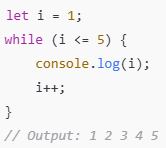 let i = 1;
while (i <= 5) {
    console.log(i);
    i++;
}
// Output: 1 2 3 4 5